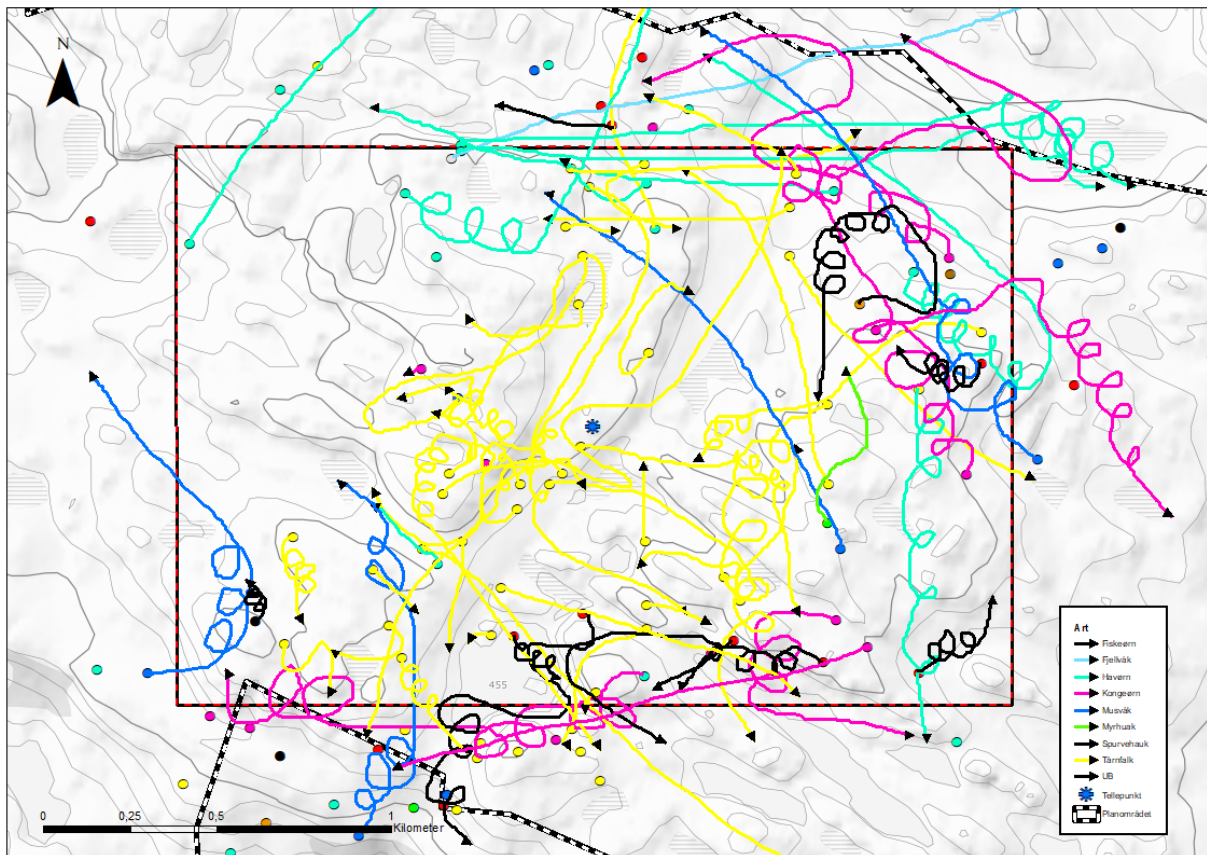 N
455
Art
Fiskeørn
Fjellvåk
Havørn
Kongeørn
Musvåk
Myrhuak
Spurvehauk
Tårnfalk
UB
Tellepunkt
Planområdet
0 0,25 0,5 1
Kilometer